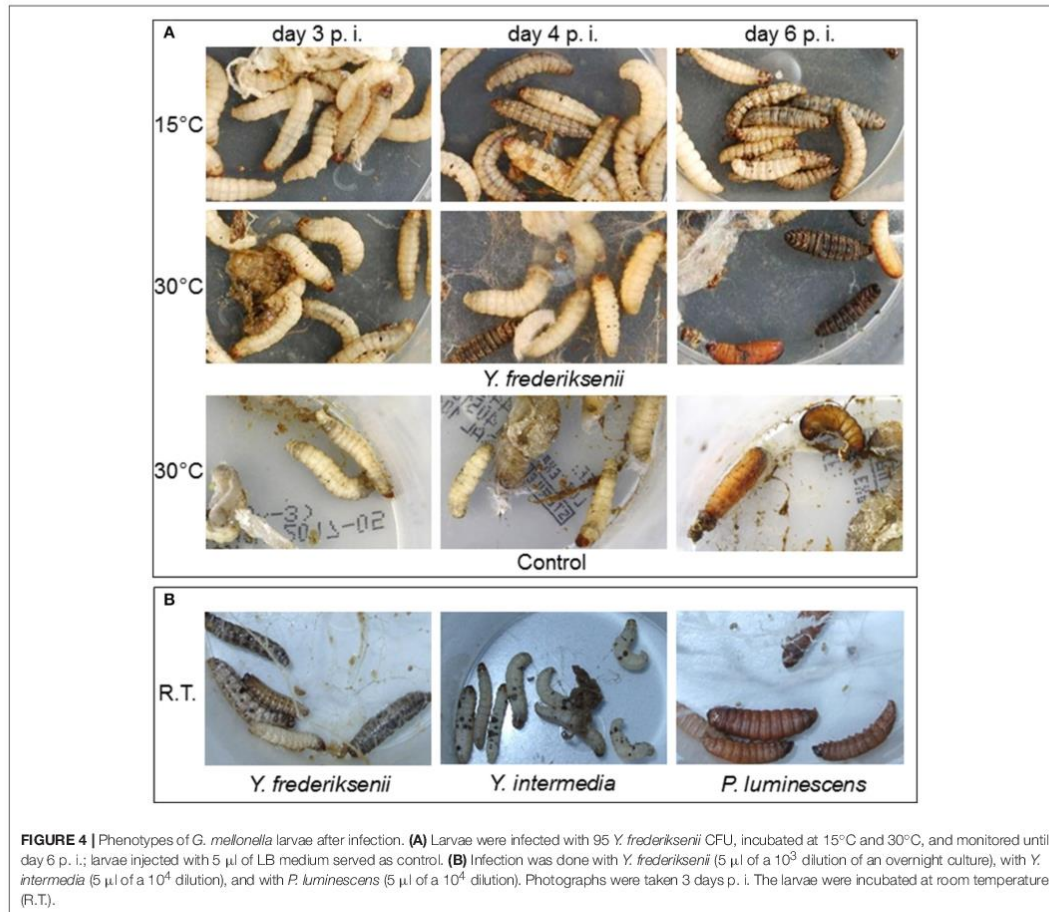 A
day 3 p. i. day 4 p. i. day 6 p. i.
15°C
30°C
Y. frederiksenii
30°C
Control
B
R.T.
Y. frederiksenii Y. intermedia P. luminescens
FIGURE 4 | Phenotypes of G. mellonella larvae after infection. (A) Larvae were infected with 95 Y. frederiksenii CFU, incubated at 15°C and 30°C, and monitored until
day 6 p. i.; larvae injected with 5 μl of LB medium served as control. (B) Infection was done with Y. frederiksenii (5 μl of a 10³ dilution of an overnight culture), with Y.
intermedia (5 μl of a 10⁴ dilution), and with P. luminescens (5 μl of a 10⁴ dilution). Photographs were taken 3 days p. i. The larvae were incubated at room temperature
(R.T.).